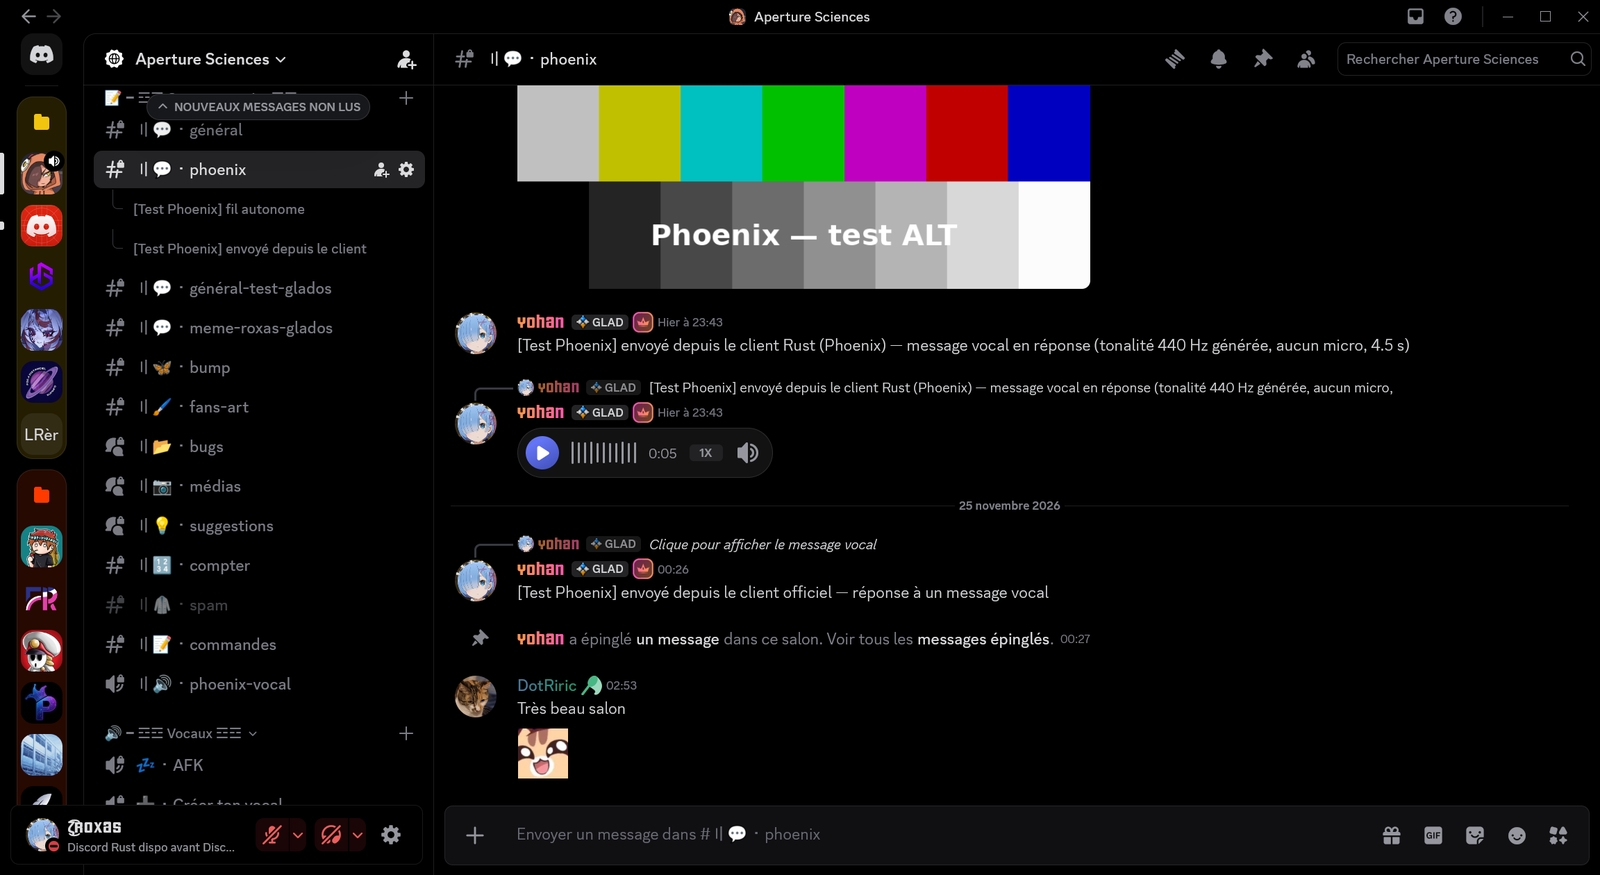 Aperture Sciences
Aperture Sciences
NOUVEAUX MESSAGES NON LUS
général
phoenix
[Test Phoenix] fil autonome
[Test Phoenix] envoyé depuis le client
général-test-glados
meme-roxas-glados
bump
fans-art
bugs
médias
suggestions
compter
spam
commandes
phoenix-vocal
Vocaux
AFK
Créer ton vocal
LRèr
Roxas
Discord Rust dispo avant Disc...
phoenix
Rechercher Aperture Sciences
Phoenix — test ALT
yohan GLAD Hier à 23:43
[Test Phoenix] envoyé depuis le client Rust (Phoenix) — message vocal en réponse (tonalité 440 Hz générée, aucun micro, 4.5 s)
yohan GLAD [Test Phoenix] envoyé depuis le client Rust (Phoenix) — message vocal en réponse (tonalité 440 Hz générée, aucun micro,
yohan GLAD Hier à 23:43
0:05 1X
25 novembre 2026
yohan GLAD Clique pour afficher le message vocal
yohan GLAD 00:26
[Test Phoenix] envoyé depuis le client officiel — réponse à un message vocal
yohan a épinglé un message dans ce salon. Voir tous les messages épinglés. 00:27
DotRiric 02:53
Très beau salon
Envoyer un message dans # phoenix
GIF